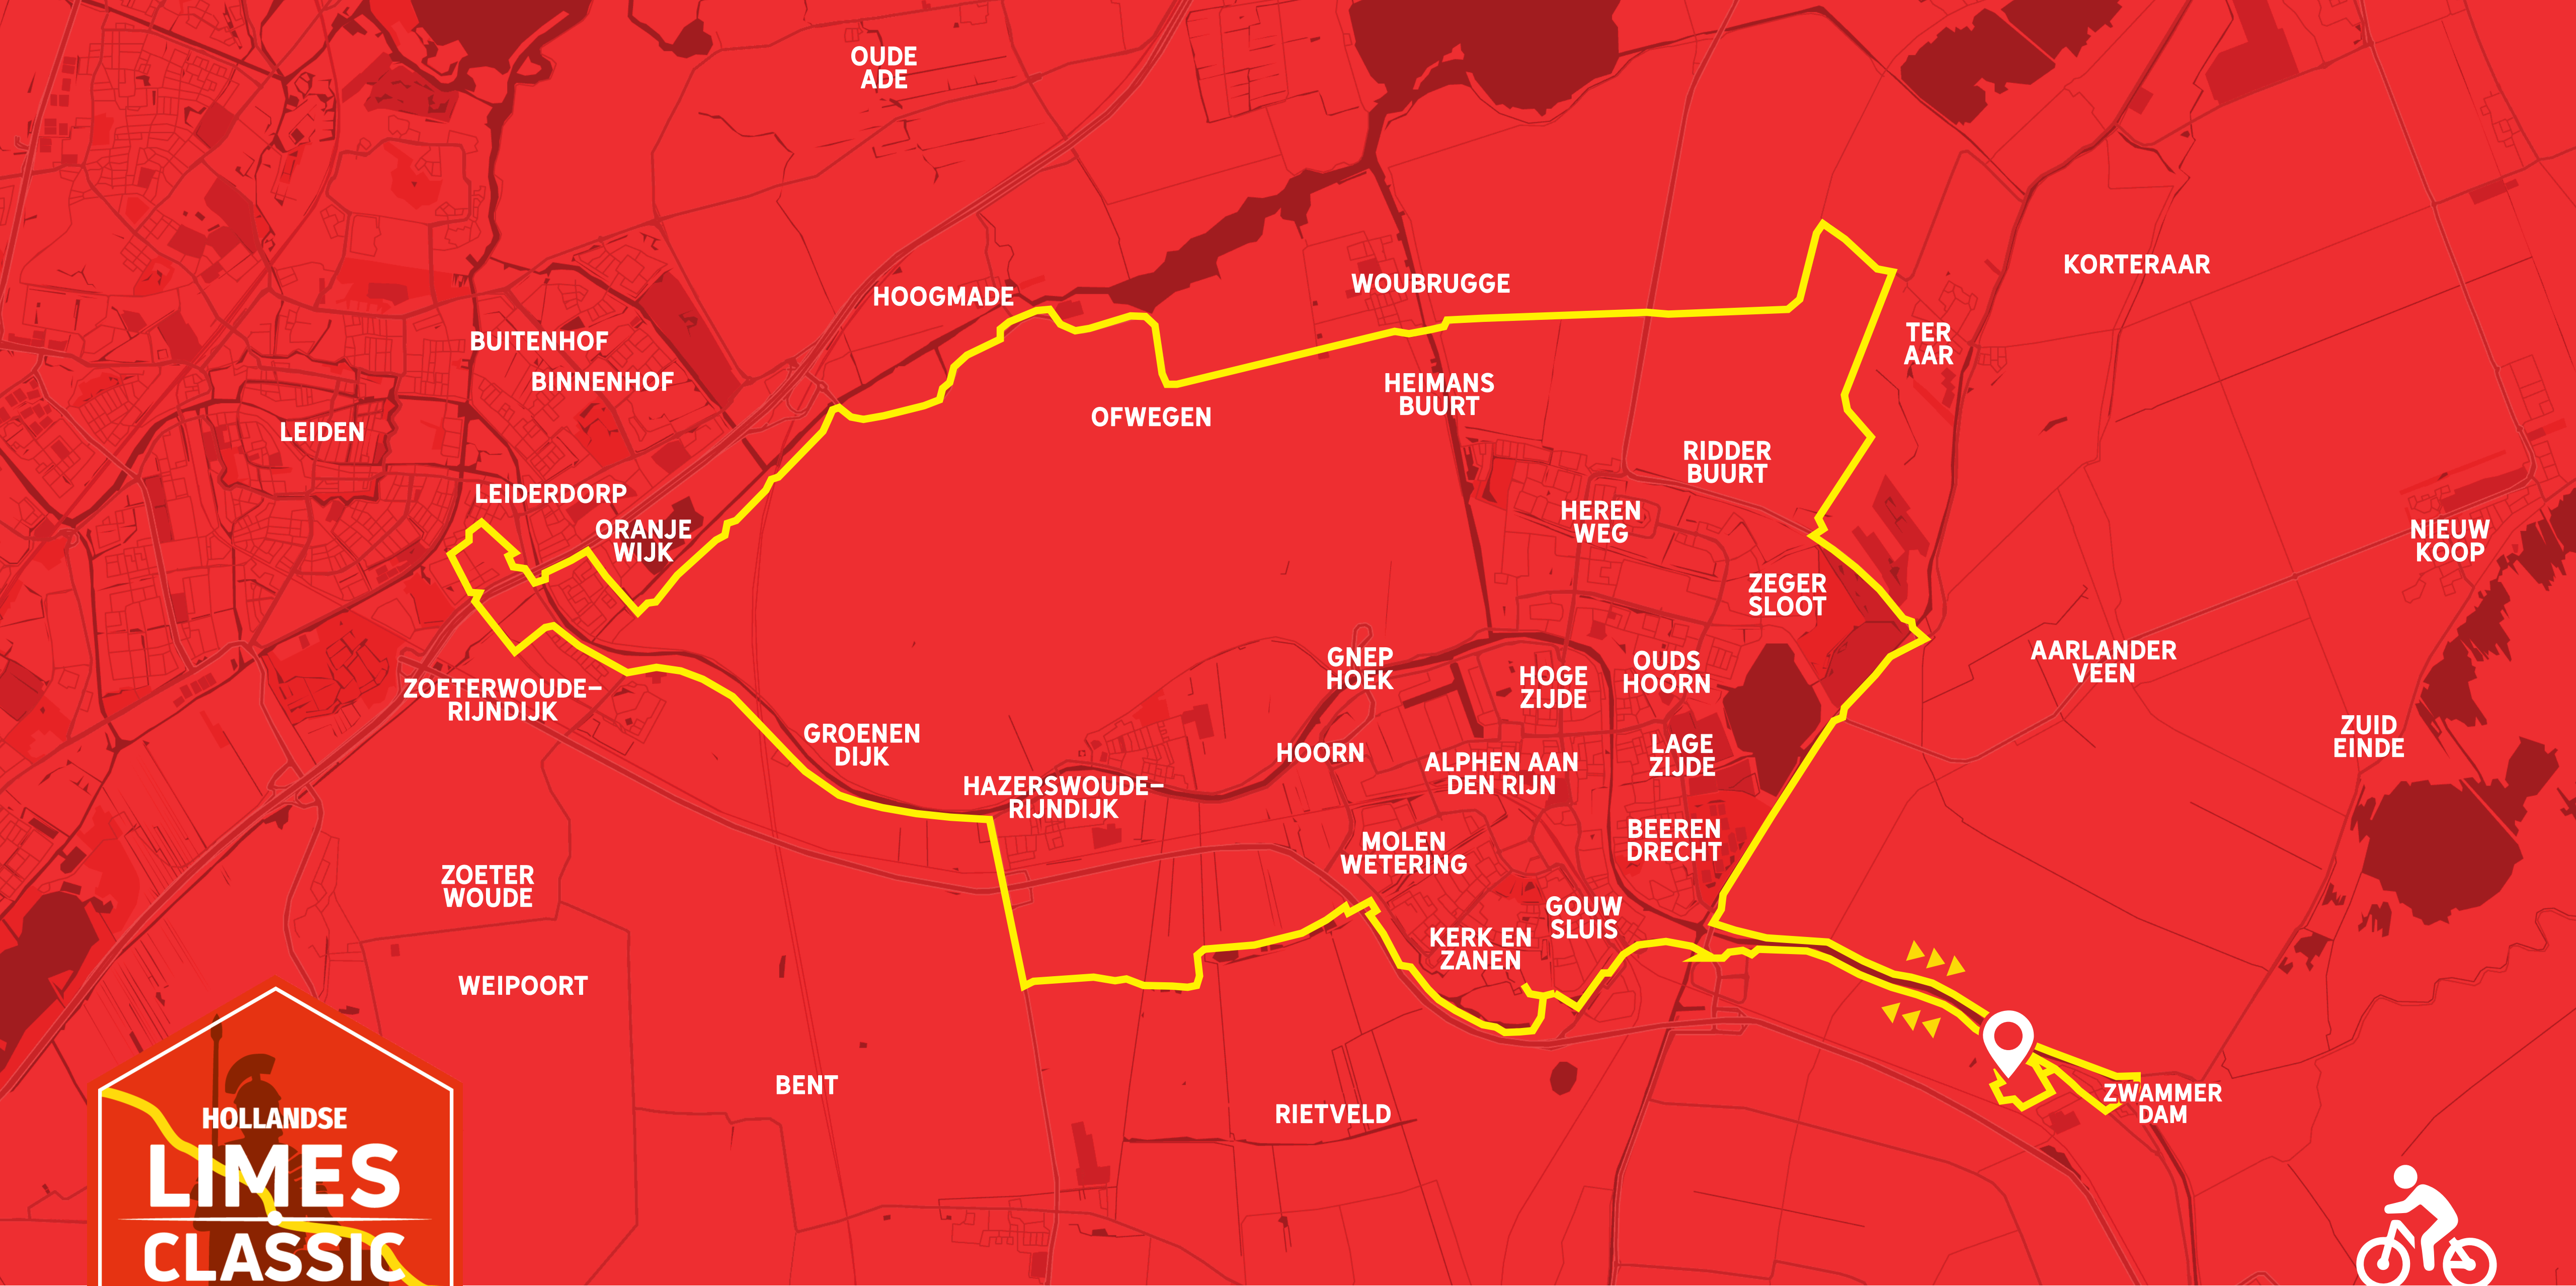 OUDE
ADE
KORTERAAR
WOUBRUGGE
HOOGMADE
BUITENHOF
TER
AAR
BINNENHOF
HEIMANS
BUURT
OFWEGEN
LEIDEN
RIDDER
BUURT
LEIDERDORP
HEREN
WEG
ORANJE
WIJK
NIEUW
KOOP
ZEGER
SLOOT
AARLANDER
VEEN
GNEP
HOEK
OUDS
HOORN
HOGE
ZIJDE
ZOETERWOUDE-
RIJNDIJK
ZUID
EINDE
GROENEN
DIJK
HOORN
LAGE
ZIJDE
ALPHEN AAN
DEN RIJN
HAZERSWOUDE-
RIJNDIJK
BEEREN
DRECHT
MOLEN
WETERING
ZOETER
WOUDE
GOUW
SLUIS
KERK EN
ZANEN
WEIPOORT
BENT
ZWAMMER
DAM
RIETVELD
HOLLANDSE
LIMES
CLASSIC